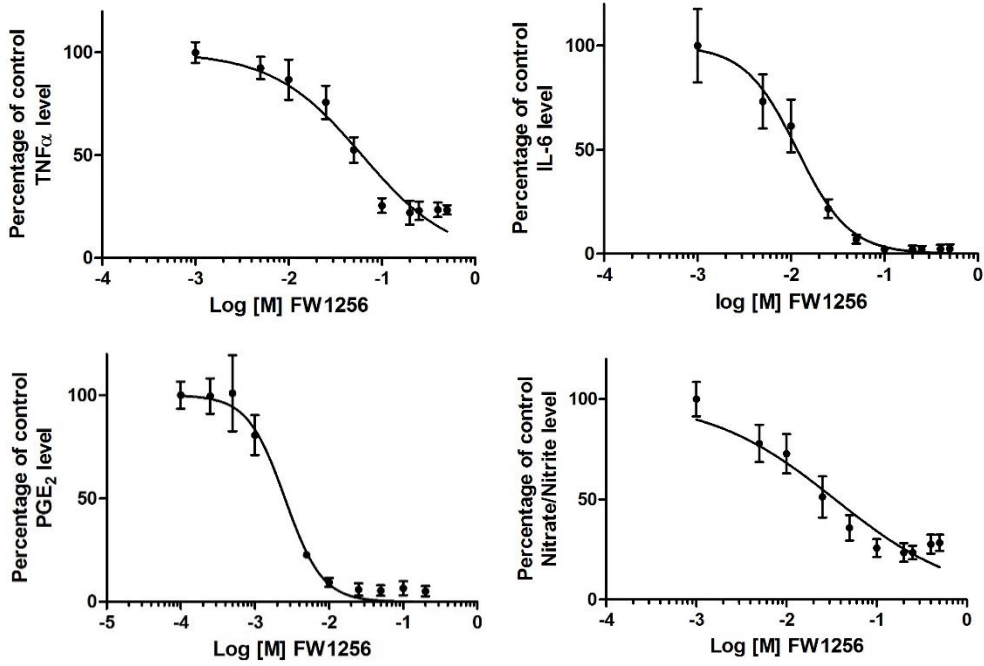 Percentage of control
TNFα level
100
50
0
-4 -3 -2 -1 0
Log [M] FW1256
Percentage of control
IL-6 level
100
50
0
-4 -3 -2 -1 0
log [M] FW1256
Percentage of control
PGE₂ level
100
50
0
-5 -4 -3 -2 -1 0
Log [M] FW1256
Percentage of control
Nitrate/Nitrite level
100
50
0
-4 -3 -2 -1 0
Log [M] FW1256